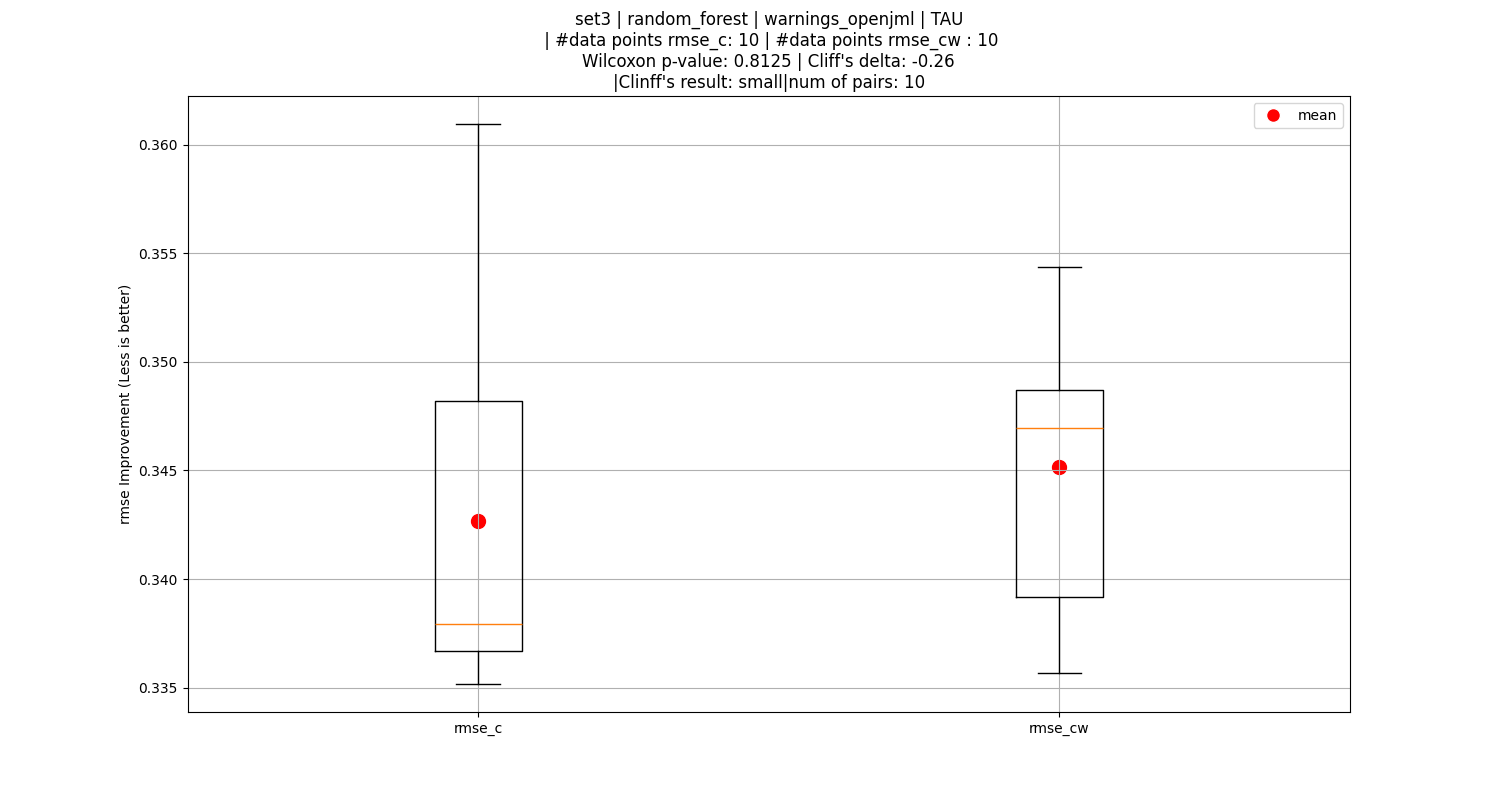 set3 | random_forest | warnings_openjml | TAU
| #data points rmse_c: 10 | #data points rmse_cw : 10
Wilcoxon p-value: 0.8125 | Cliff's delta: -0.26
|Clinff's result: small|num of pairs: 10
mean
0.360
0.355
0.350
0.345
0.340
0.335
rmse Improvement (Less is better)
rmse_c
rmse_cw